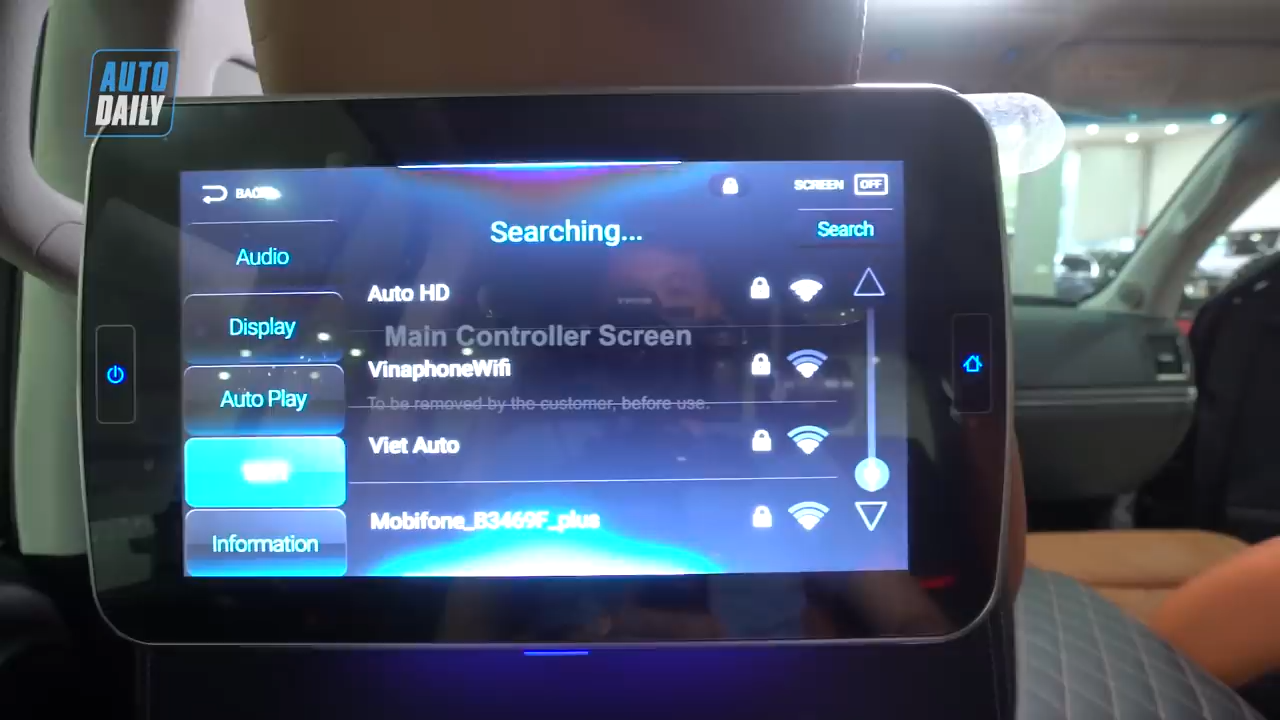 AUTO
DAILY
BACK
SCREEN OFF
Searching...
Search
Audio
Auto HD
Display
Main Controller Screen
VinaphoneWifi
Auto Play
To be removed by the customer, before use.
Viet Auto
Mobifone_B3469F_plus
Information